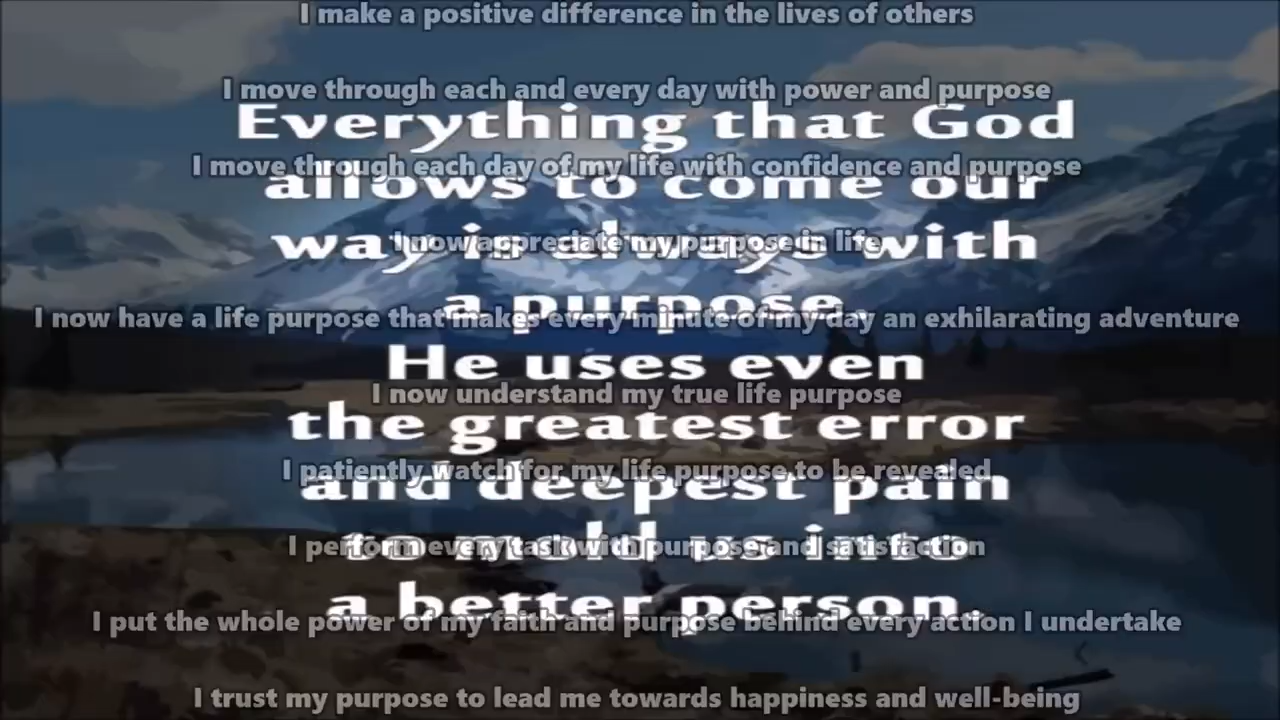 I make a positive difference in the lives of others
I move through each and every day with power and purpose
Everything that God
I move through each day of my life with confidence and purpose
allows to come our
I now appreciate my purpose in life
way is always with
a purpose.
I now have a life purpose that makes every minute of my day an exhilarating adventure
He uses even
I now understand my true life purpose
the greatest error
I patiently watch for my life purpose to be revealed
and deepest pain
to mold us into
I perform every task with purpose and satisfaction
a better person.
I put the whole power of my faith and purpose behind every action I undertake
I trust my purpose to lead me towards happiness and well-being